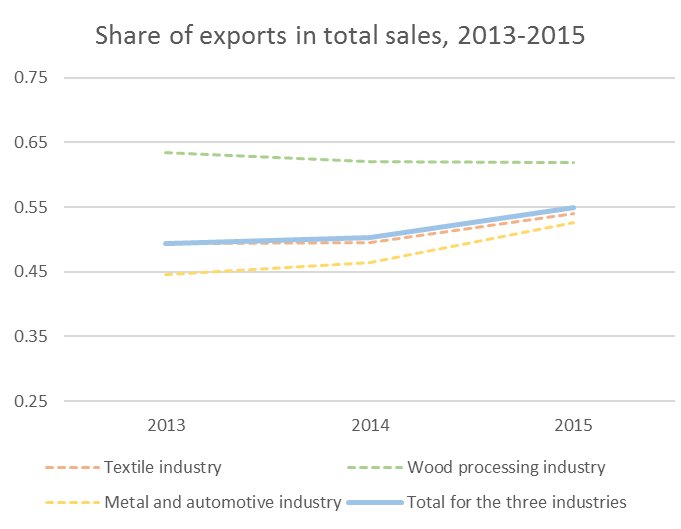 Share of exports in total sales, 2013-2015
0.75
0.65
0.55
0.45
0.35
0.25
2013 2014 2015
Textile industry Wood processing industry
Metal and automotive industry Total for the three industries